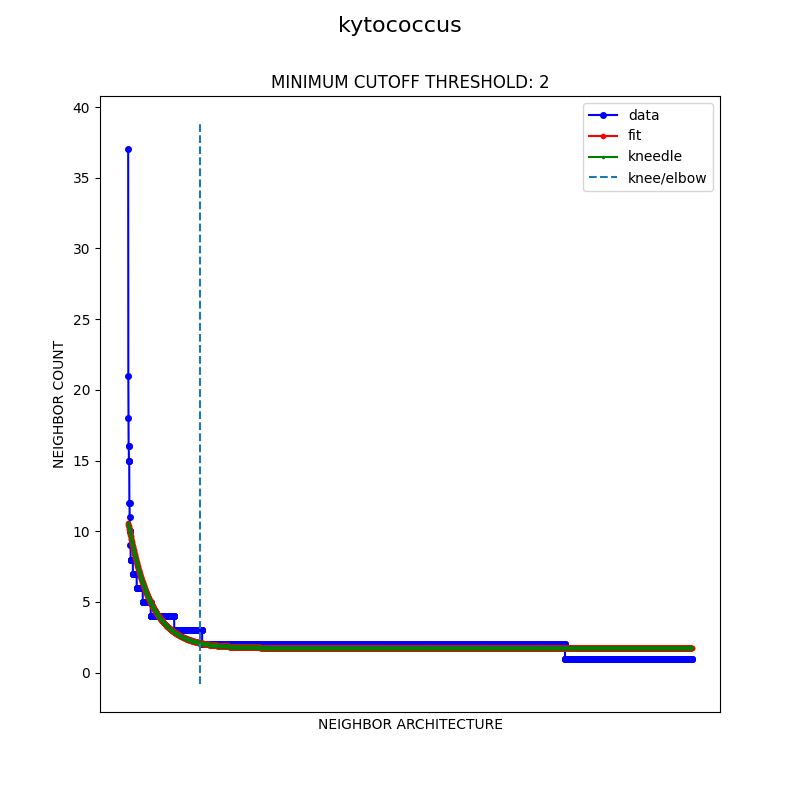 kytococcus
MINIMUM CUTOFF THRESHOLD: 2
40
35
30
25
20
15
10
5
0
NEIGHBOR COUNT
data
fit
kneedle
knee/elbow
NEIGHBOR ARCHITECTURE